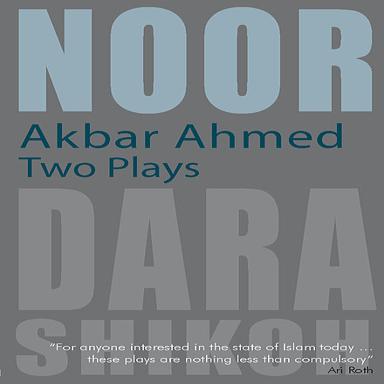 NOOR
Akbar Ahmed
Two Plays
DARA
SHIKOH
“For anyone interested in the state of Islam today ...
these plays are nothing less than compulsory”
Ari Roth